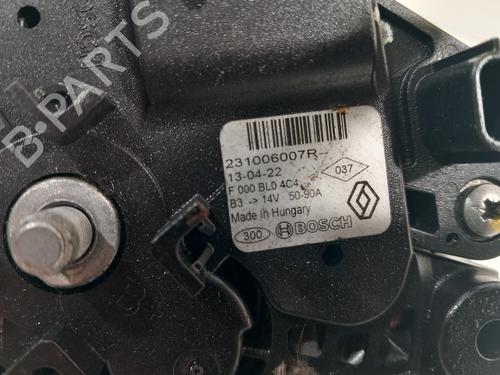 B-PARTS
231006007R
13-04-22
037
F 000 BL0 4C4
B3 -> 14V 50-90A
Made in Hungary
300 BOSCH